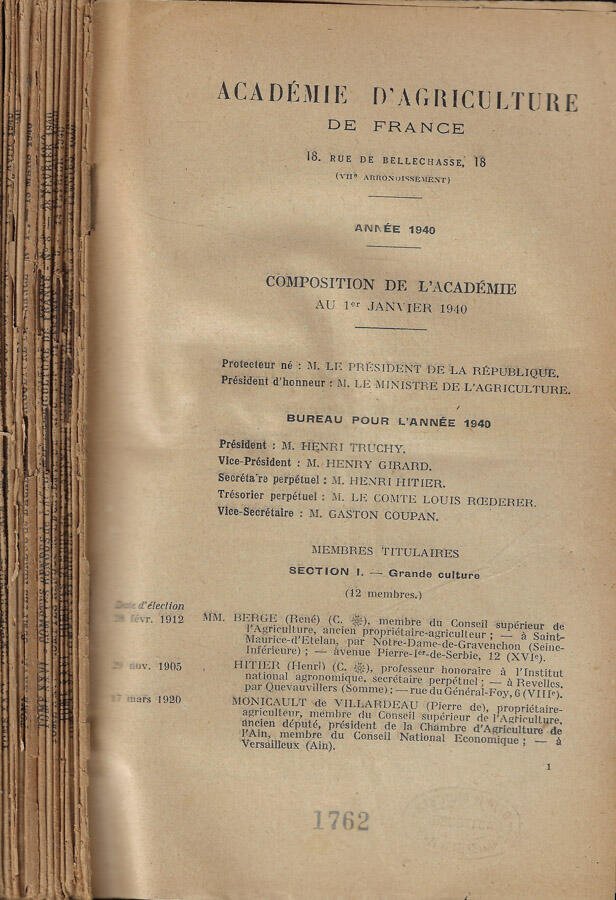 ACADÉMIE D'AGRICULTURE
DE FRANCE
18. RUE DE BELLECHASSE, 18
(VIIe ARRONDISSEMENT)
ANNÉE 1940
COMPOSITION DE L'ACADÉMIE
AU 1er JANVIER 1940
Protecteur né : M. LE PRÉSIDENT DE LA RÉPUBLIQUE.
Président d'honneur : M. LE MINISTRE DE L'AGRICULTURE.
BUREAU POUR L'ANNÉE 1940
Président : M. HENRI TRUCHY.
Vice-Président : M. HENRY GIRARD.
Secrétaire perpétuel : M. HENRI HITIER.
Trésorier perpétuel : M. LE COMTE LOUIS RŒDERER.
Vice-Secrétaire : M. GASTON COUPAN.
MEMBRES TITULAIRES
SECTION I. — Grande culture
(12 membres.)
Date d'élection
févr. 1912 MM. BERGE (René) (C. ❀), membre du Conseil supérieur de
l'Agriculture, ancien propriétaire-agriculteur ; — à Saint-
Maurice-d'Etelan, par Notre-Dame-de-Gravenchon (Seine-
Inférieure) ; — avenue Pierre-Ier-de-Serbie, 12 (XVIe).
nov. 1905 HITIER (Henri) (C. ❀), professeur honoraire à l'Institut
national agronomique, secrétaire perpétuel ; — à Revelles,
par Quevauvillers (Somme) ; — rue du Général-Foy, 6 (VIIIe).
mars 1920 MONICAULT de VILLARDEAU (Pierre de), propriétaire-
agriculteur, membre du Conseil supérieur de l'Agriculture,
ancien député, président de la Chambre d'Agriculture de
l'Ain, membre du Conseil National Economique ; — à
Versailleux (Ain).
1
1762